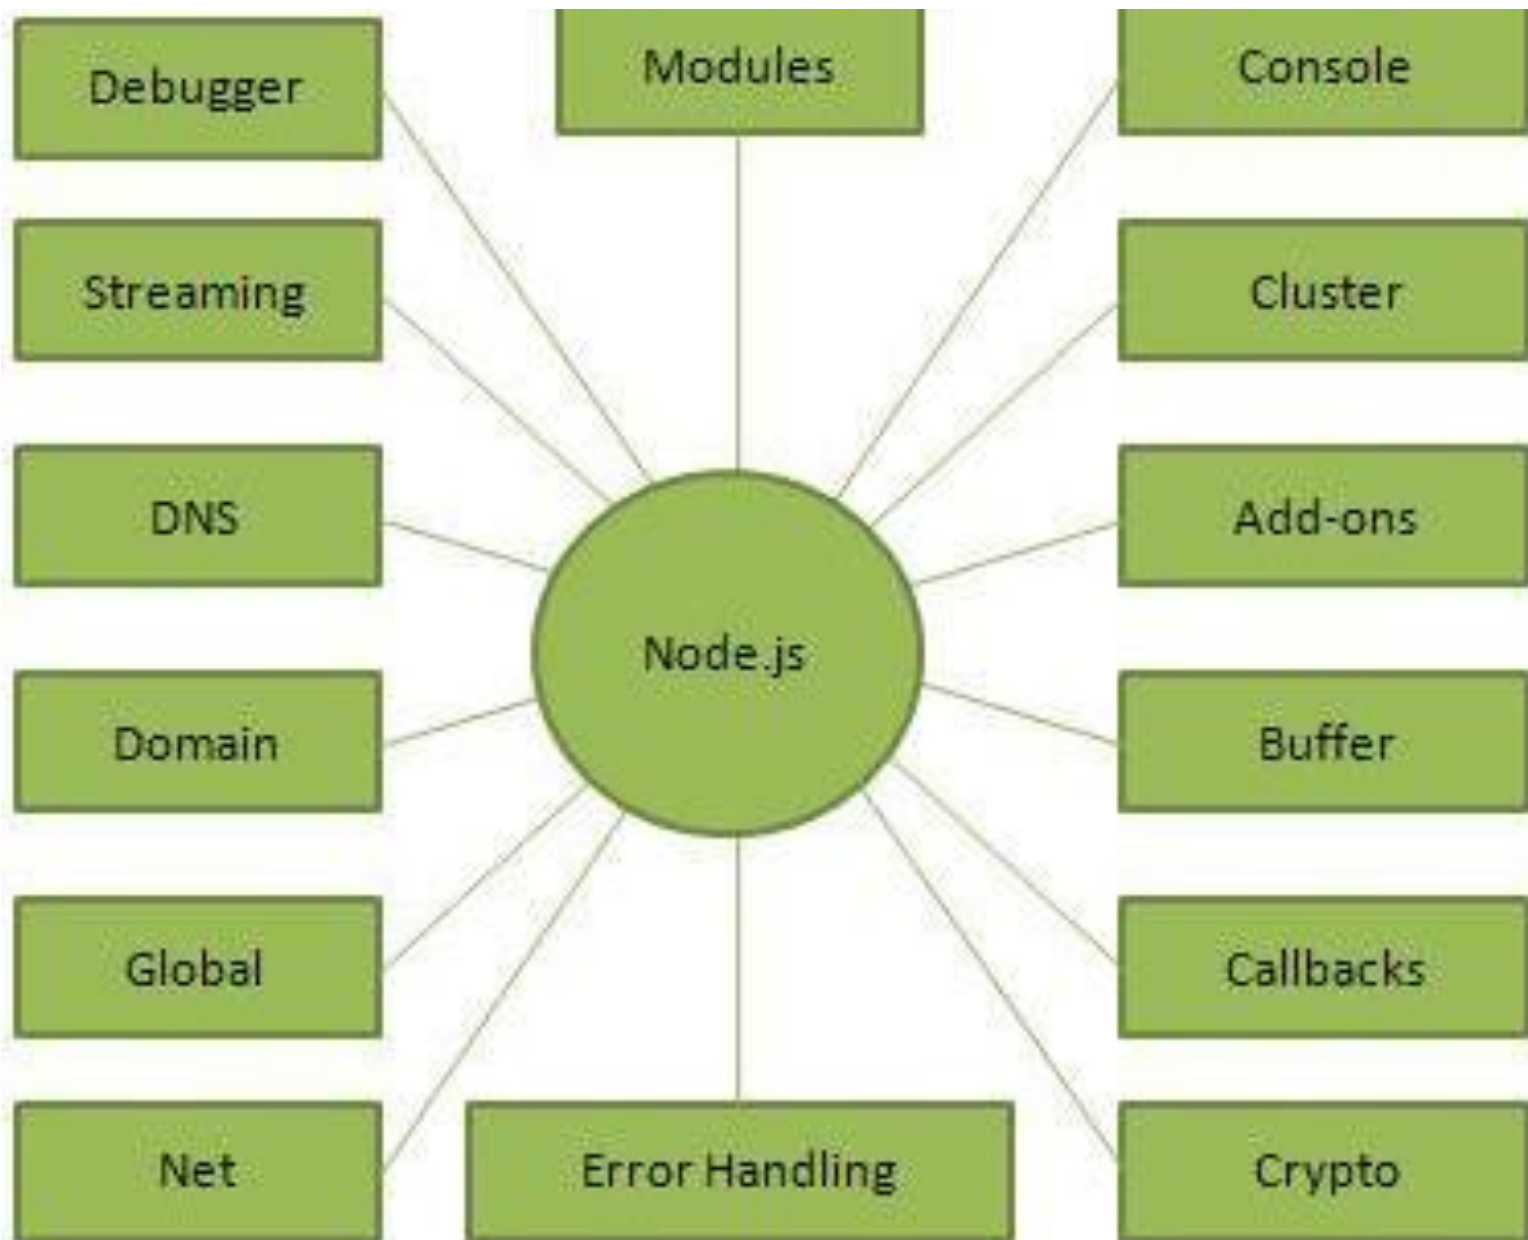 Debugger
Modules
Console
Streaming
Cluster
DNS
Add-ons
Node.js
Domain
Buffer
Global
Callbacks
Net
Error Handling
Crypto